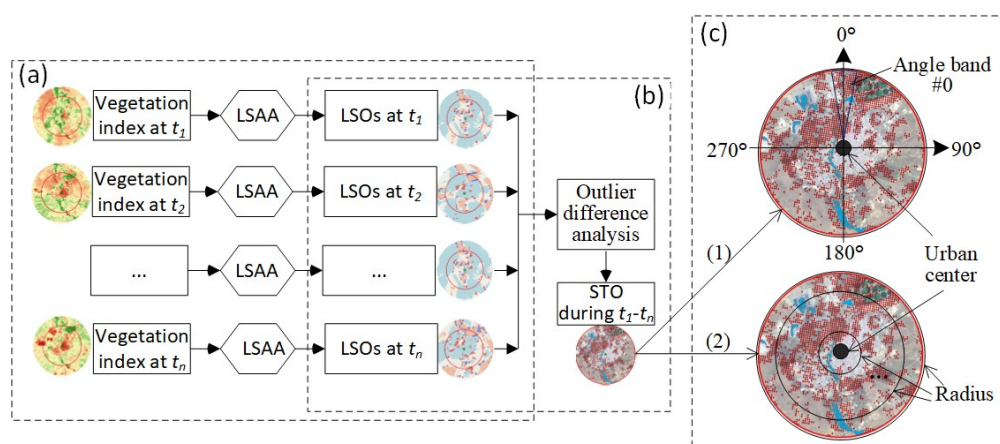 (a)
Vegetation
index at t1
LSAA
LSOs at t1
Vegetation
index at t2
LSAA
LSOs at t2
...
LSAA
...
Vegetation
index at tn
LSAA
LSOs at tn
(b)
Outlier
difference
analysis
STO
during t1-tn
(1)
(2)
(c)
0°
Angle band
#0
270°
90°
180°
Urban
center
...
Radius